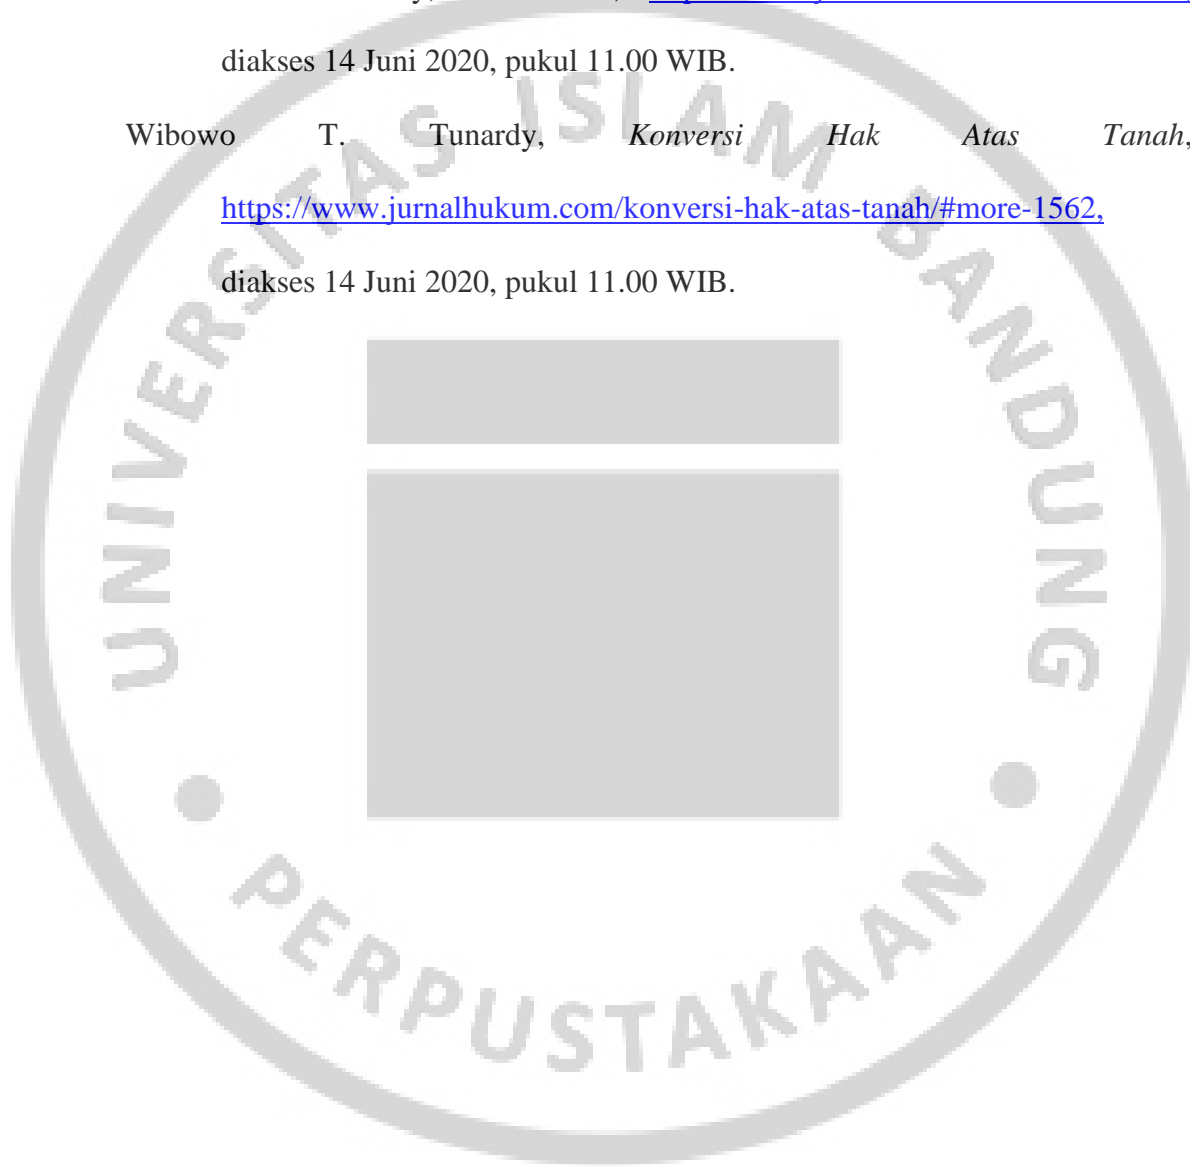 diakses 14 Juni 2020, pukul 11.00 WIB.
Wibowo T. Tunardy, Konversi Hak Atas Tanah,
https://www.jurnalhukum.com/konversi-hak-atas-tanah/#more-1562,
diakses 14 Juni 2020, pukul 11.00 WIB.
UNIVERSITAS ISLAM BANDUNG
PERPUSTAKAAN